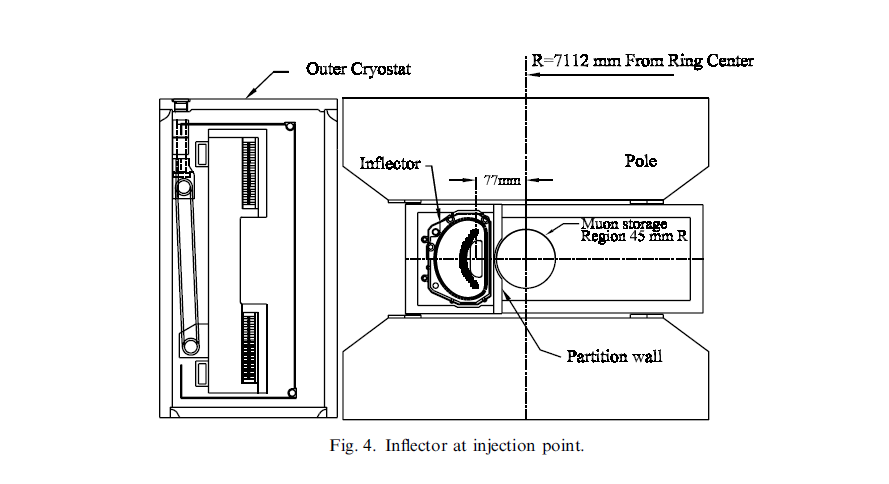 R=7112 mm From Ring Center
Outer Cryostat
Inflector
77mm
Pole
Muon storage
Region 45 mm R
Partition wall
Fig. 4. Inflector at injection point.